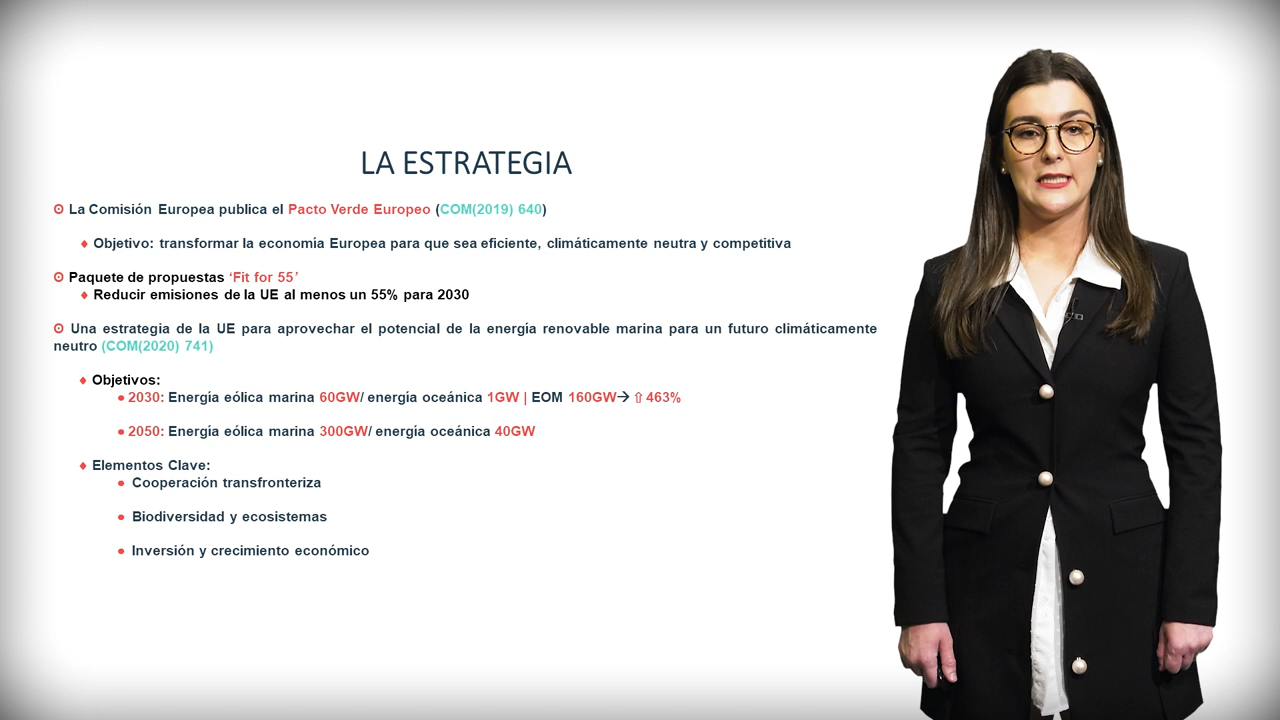 LA ESTRATEGIA
⊙ La Comisión Europea publica el Pacto Verde Europeo (COM(2019) 640)
♦ Objetivo: transformar la economía Europea para que sea eficiente, climáticamente neutra y competitiva
⊙ Paquete de propuestas ‘Fit for 55’
♦ Reducir emisiones de la UE al menos un 55% para 2030
⊙ Una estrategia de la UE para aprovechar el potencial de la energía renovable marina para un futuro climáticamente
neutro (COM(2020) 741)
♦ Objetivos:
● 2030: Energía eólica marina 60GW/ energía oceánica 1GW | EOM 160GW→ ⇧463%
● 2050: Energía eólica marina 300GW/ energía oceánica 40GW
♦ Elementos Clave:
● Cooperación transfronteriza
● Biodiversidad y ecosistemas
● Inversión y crecimiento económico